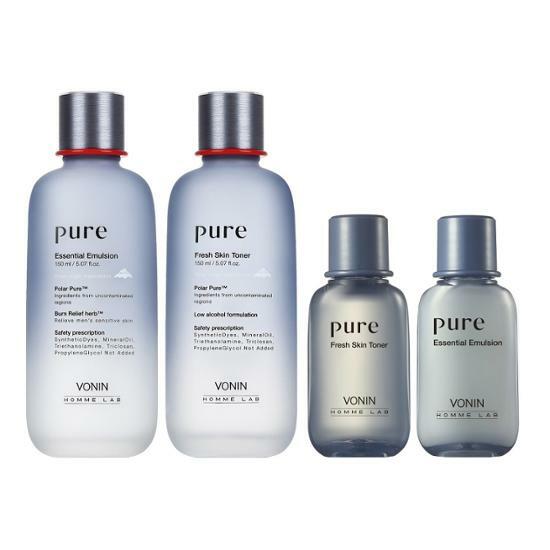 pure
Essential Emulsion
150 ml / 5.07 fl.oz.
Polar Pure™
Ingredients from uncontaminated
regions
Burn Relief herb™
Relieve men's sensitive skin
Safety prescription
SyntheticDyes, MineralOil,
Triethanolamine, Triclosan,
PropyleneGlycol Not Added
VONIN
HOMME LAB
pure
Fresh Skin Toner
150 ml / 5.07 fl.oz.
Polar Pure™
Ingredients from uncontaminated
regions
Low alcohol formulation
Safety prescription
SyntheticDyes, MineralOil,
Triethanolamine, Triclosan,
PropyleneGlycol Not Added
VONIN
HOMME LAB
pure
Fresh Skin Toner
VONIN
HOMME LAB
pure
Essential Emulsion
VONIN
HOMME LAB